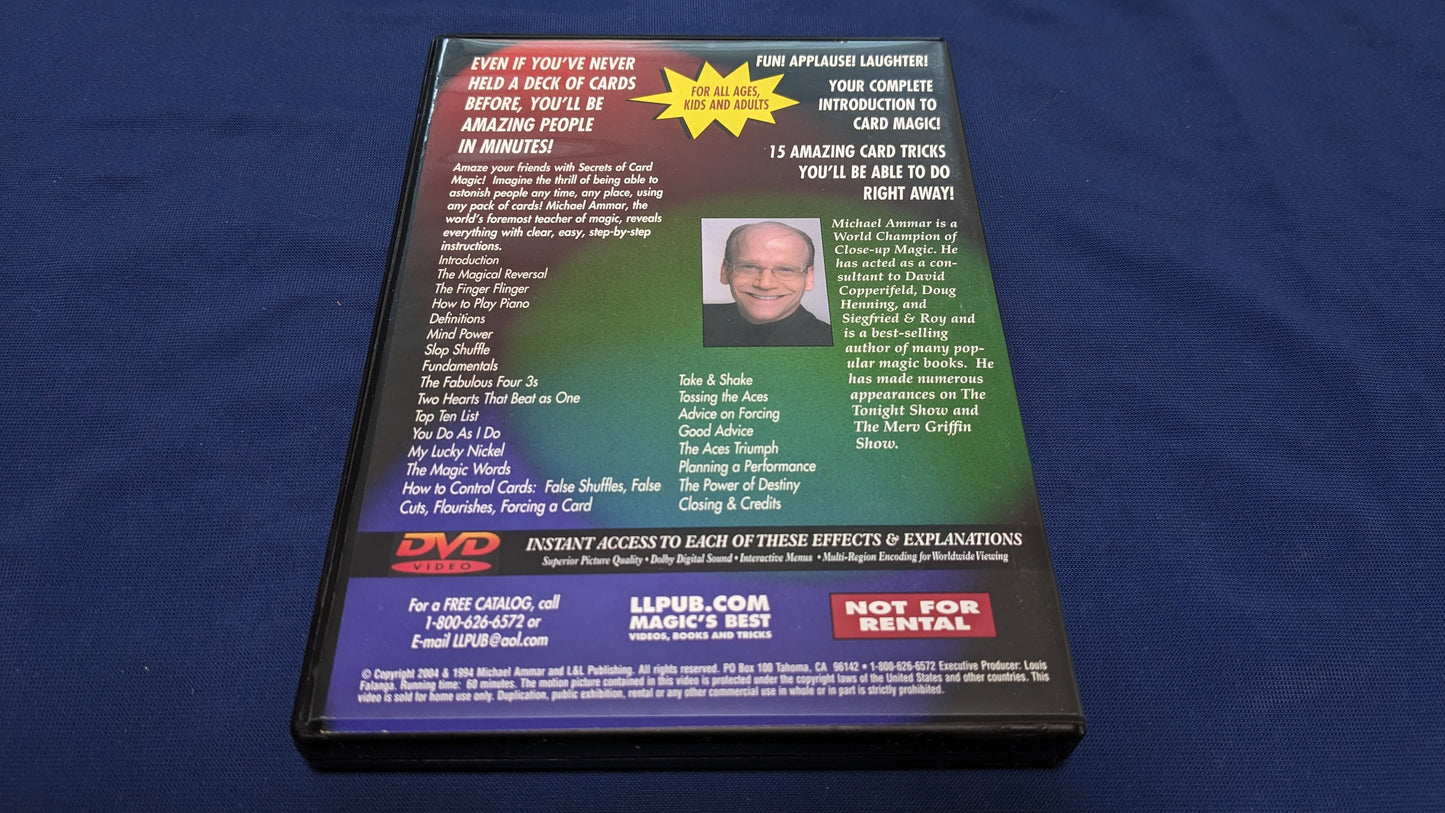 EVEN IF YOU'VE NEVER
HELD A DECK OF CARDS
BEFORE, YOU'LL BE
AMAZING PEOPLE
IN MINUTES!
Amaze your friends with Secrets of Card
Magic! Imagine the thrill of being able to
astonish people any time, any place, using
any pack of cards! Michael Ammar, the
world's foremost teacher of magic, reveals
everything with clear, easy, step-by-step
instructions.
Introduction
The Magical Reversal
The Finger Flinger
How to Play Piano
Definitions
Mind Power
Slop Shuffle
Fundamentals
The Fabulous Four 3s
Two Hearts That Beat as One
Top Ten List
You Do As I Do
My Lucky Nickel
The Magic Words
How to Control Cards: False Shuffles, False
Cuts, Flourishes, Forcing a Card
FOR ALL AGES,
KIDS AND ADULTS
FUN! APPLAUSE! LAUGHTER!
YOUR COMPLETE
INTRODUCTION TO
CARD MAGIC!
15 AMAZING CARD TRICKS
YOU'LL BE ABLE TO DO
RIGHT AWAY!
Michael Ammar is a
World Champion of
Close-up Magic. He
has acted as a con-
sultant to David
Copperfeld, Doug
Henning, and
Siegfried & Roy and
is a best-selling
author of many pop-
ular magic books. He
has made numerous
appearances on The
Tonight Show and
The Merv Griffin
Show.
Take & Shake
Tossing the Aces
Advice on Forcing
Good Advice
The Aces Triumph
Planning a Performance
The Power of Destiny
Closing & Credits
DVD
VIDEO
INSTANT ACCESS TO EACH OF THESE EFFECTS & EXPLANATIONS
Superior Picture Quality • Dolby Digital Sound • Interactive Menus • Multi-Region Encoding for Worldwide Viewing
For a FREE CATALOG, call
1-800-626-6572 or
E-mail LLPUB@aol.com
LLPUB.COM
MAGIC'S BEST
VIDEOS, BOOKS AND TRICKS
NOT FOR
RENTAL
© Copyright 2004 & 1994 Michael Ammar and L&L Publishing. All rights reserved. PO Box 100 Tahoma, CA 96142 • 1-800-626-6572 Executive Producer: Louis
Falanga. Running time: 60 minutes. The motion picture contained in this video is protected under the copyright laws of the United States and other countries. This
video is sold for home use only. Duplication, public exhibition, rental or any other commercial use in whole or in part is strictly prohibited.